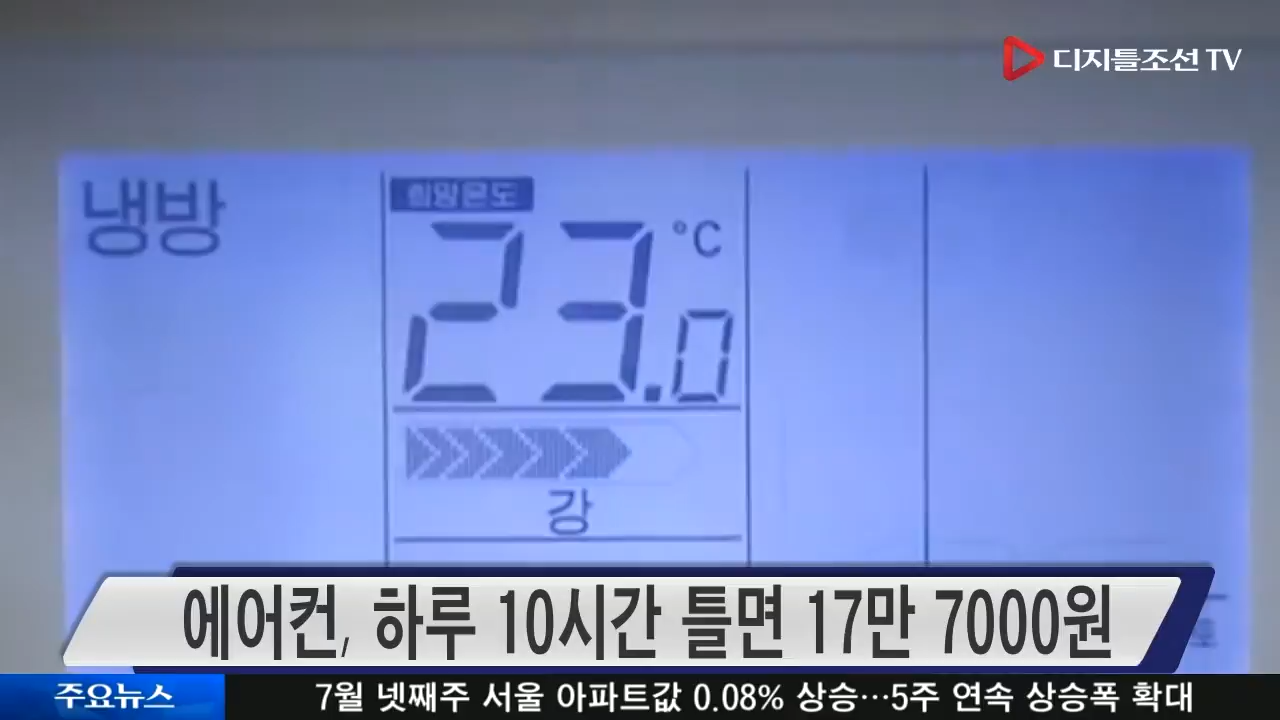 디지틀조선TV
냉방
희망온도
23.0 °C
강
에어컨, 하루 10시간 틀면 17만 7000원
주요뉴스
7월 넷째주 서울 아파트값 0.08% 상승…5주 연속 상승폭 확대